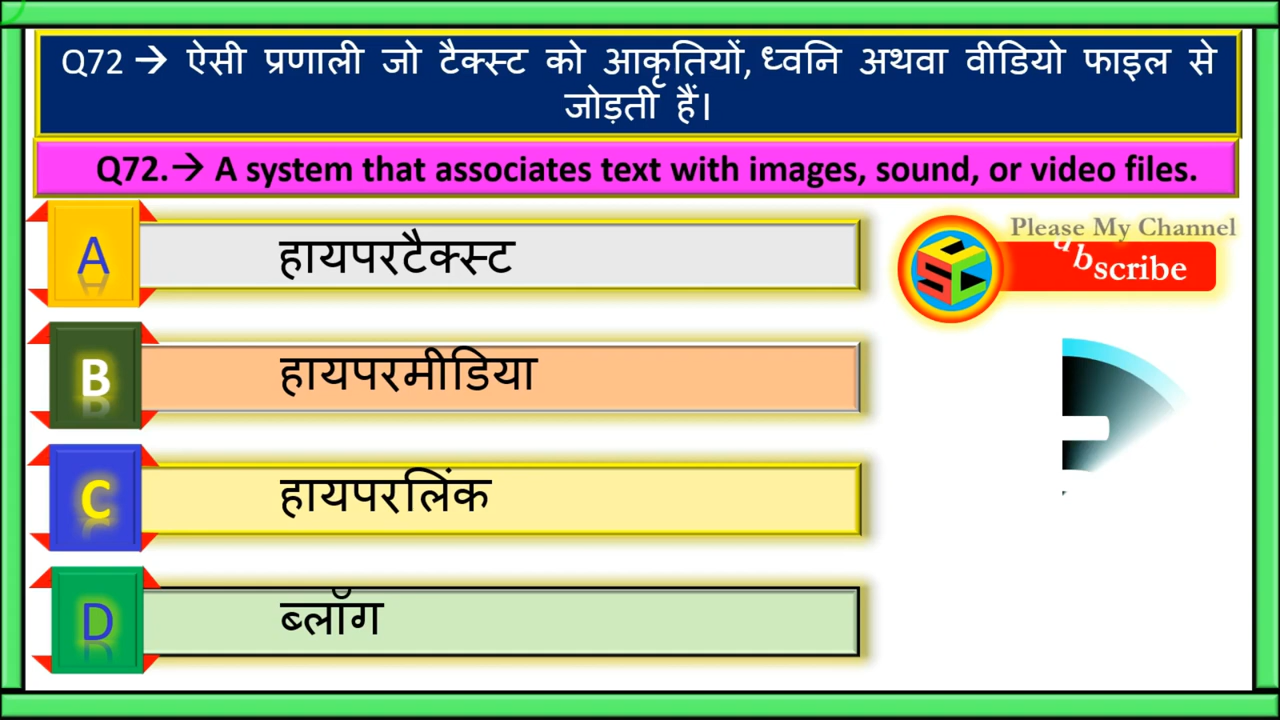 Q72 → ऐसी प्रणाली जो टैक्स्ट को आकृतियों, ध्वनि अथवा वीडियो फाइल से
जोड़ती हैं।
Q72.→ A system that associates text with images, sound, or video files.
A हायपरटैक्स्ट
B हायपरमीडिया
C हायपरलिंक
D ब्लॉग
Please My Channel
bscribe